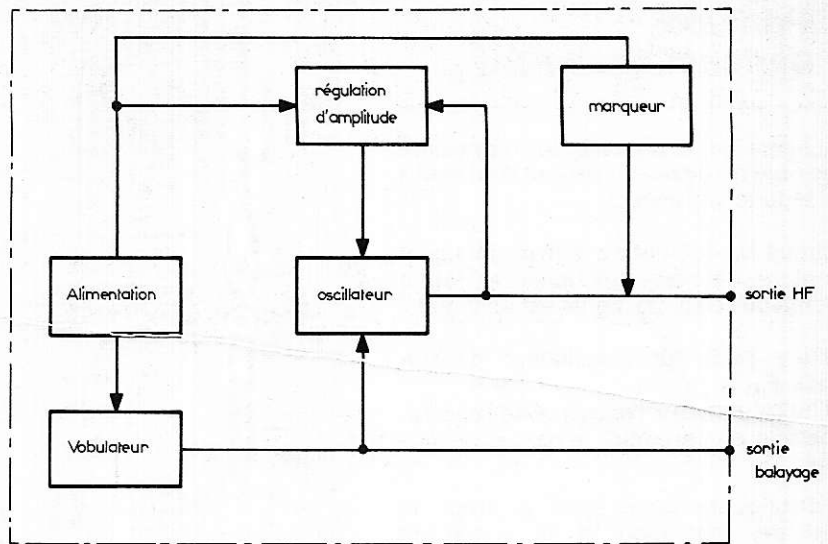 régulation
d'amplitude
marqueur
Alimentation
oscillateur
sortie HF
Vobulateur
sortie
balayage